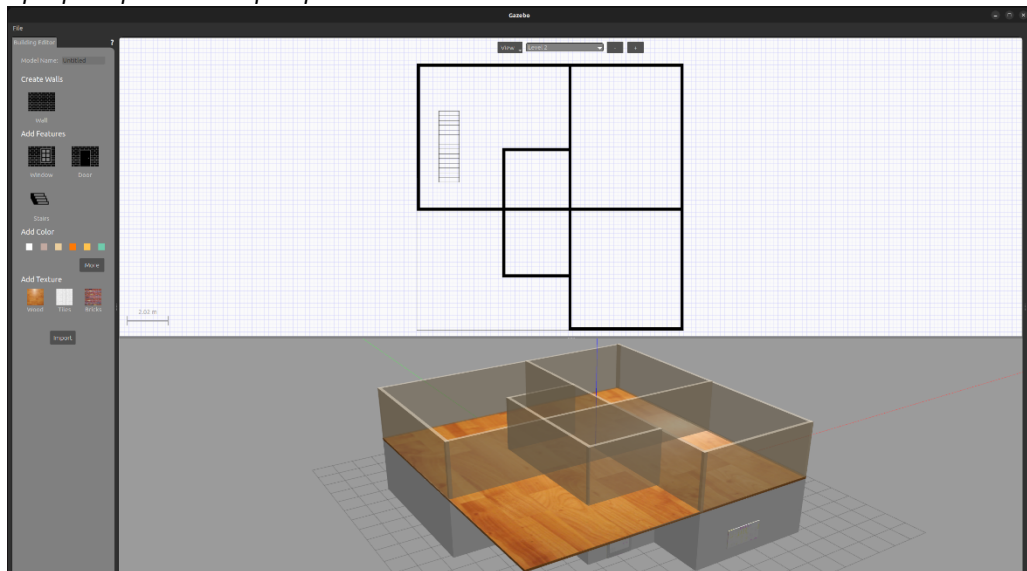 Gazebo
File
Building Editor
?
Model Name: Untitled
Create Walls
Wall
Add Features
Window Door
Stairs
Add Color
More
Add Texture
Wood Tiles Bricks
Import
View Level 2 - +
2.00 m